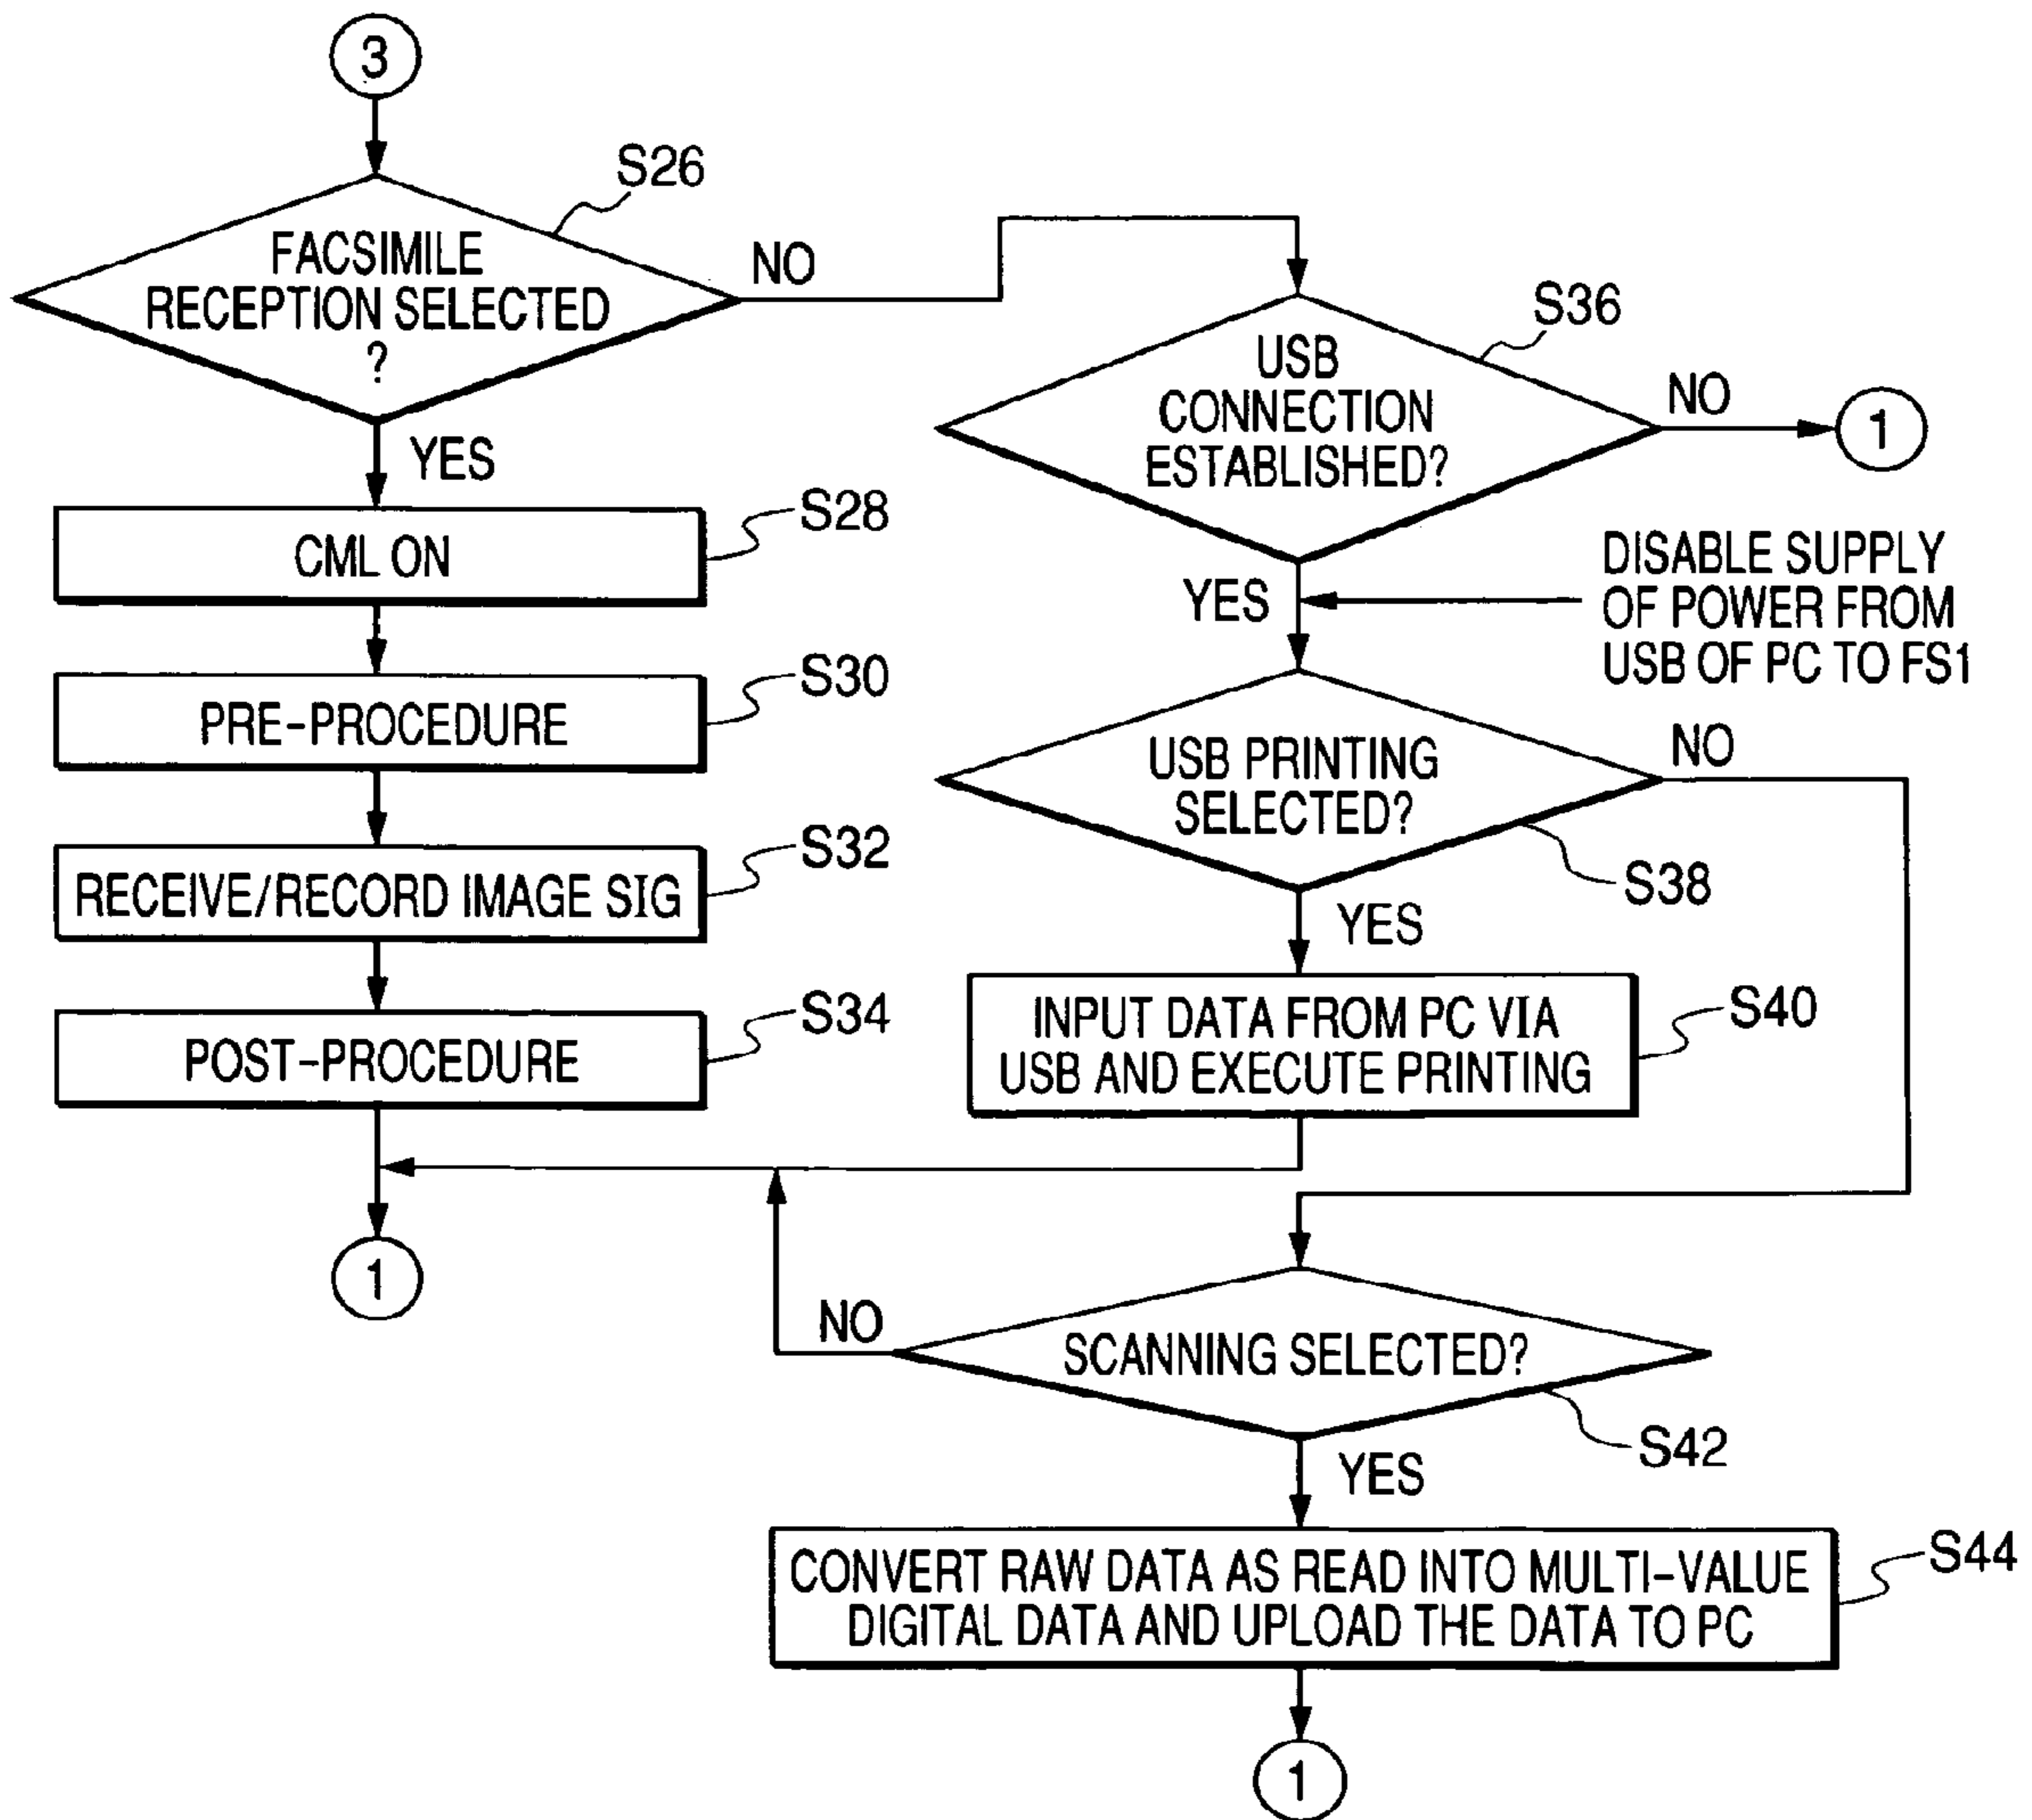 3
S26
FACSIMILE
RECEPTION SELECTED
?
NO
YES
S28
CML ON
S30
PRE-PROCEDURE
S32
RECEIVE/RECORD IMAGE SIG
S34
POST-PROCEDURE
1
S36
USB
CONNECTION
ESTABLISHED?
NO
1
YES
DISABLE SUPPLY
OF POWER FROM
USB OF PC TO FS1
USB PRINTING
SELECTED?
NO
S38
YES
S40
INPUT DATA FROM PC VIA
USB AND EXECUTE PRINTING
NO
SCANNING SELECTED?
S42
YES
S44
CONVERT RAW DATA AS READ INTO MULTI-VALUE
DIGITAL DATA AND UPLOAD THE DATA TO PC
1